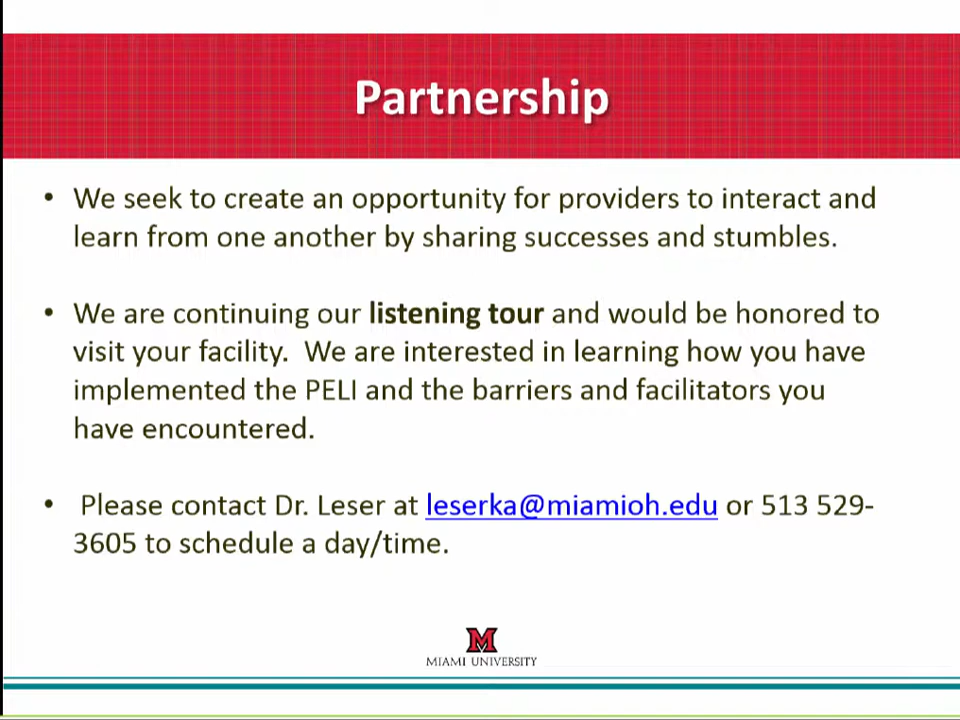 Partnership
• We seek to create an opportunity for providers to interact and
learn from one another by sharing successes and stumbles.
• We are continuing our listening tour and would be honored to
visit your facility.  We are interested in learning how you have
implemented the PELI and the barriers and facilitators you
have encountered.
• Please contact Dr. Leser at leserka@miamioh.edu or 513 529-
3605 to schedule a day/time.
M
MIAMI UNIVERSITY